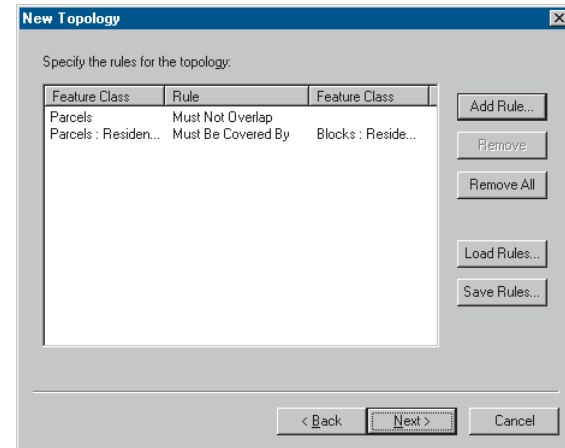 New Topology
Specify the rules for the topology:
Feature Class Rule Feature Class
Parcels Must Not Overlap
Parcels : Residen... Must Be Covered By Blocks : Reside...
Add Rule...
Remove
Remove All
Load Rules...
Save Rules...
< Back Next > Cancel